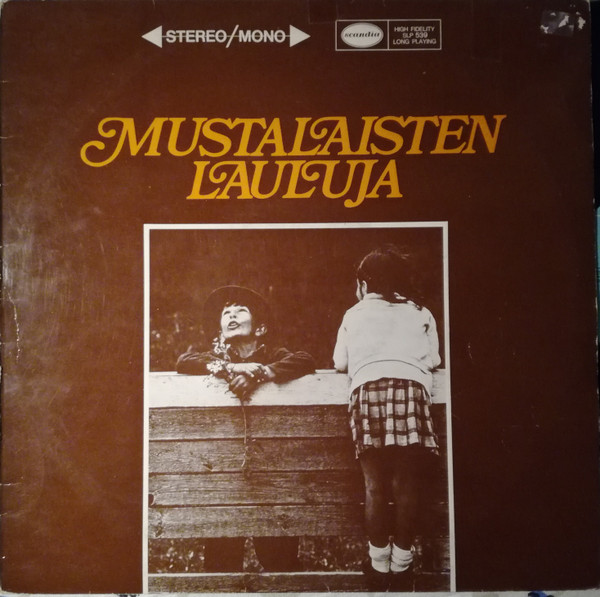 STEREO/MONO
scandia
HIGH FIDELITY
SLP 539
LONG PLAYING
MUSTALAISTEN
LAULUJA